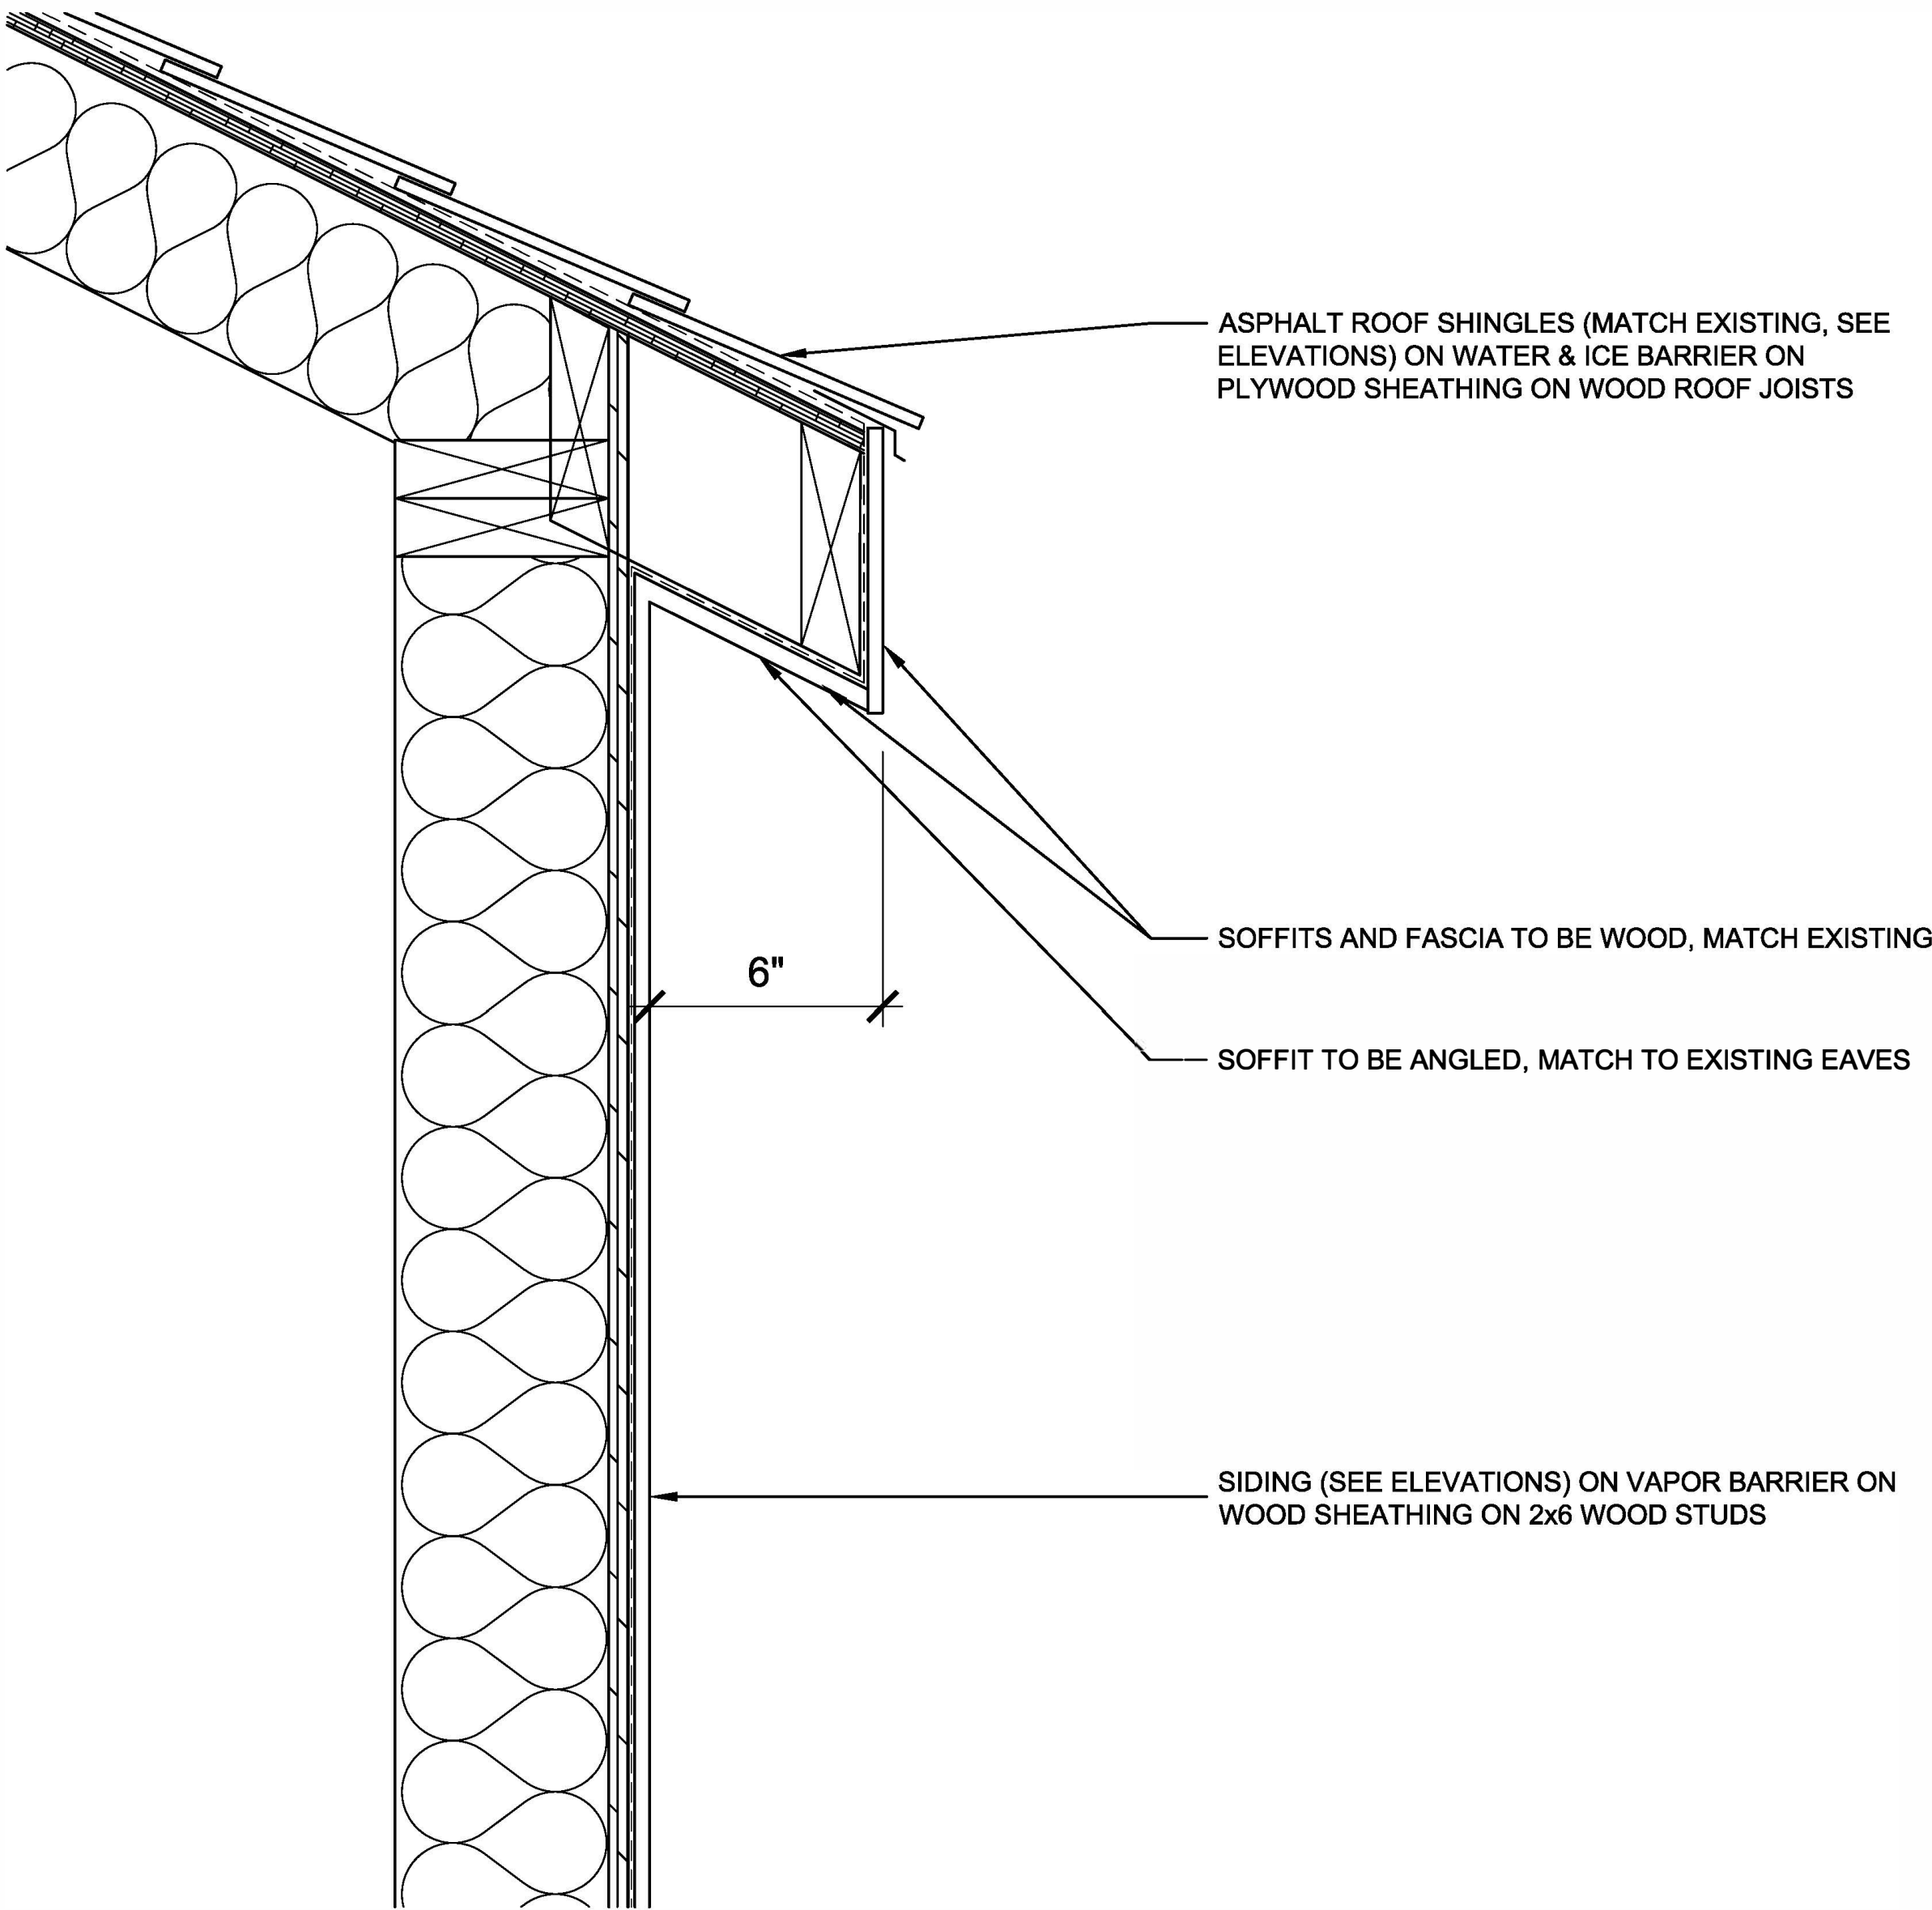 ASPHALT ROOF SHINGLES (MATCH EXISTING, SEE
ELEVATIONS) ON WATER & ICE BARRIER ON
PLYWOOD SHEATHING ON WOOD ROOF JOISTS
SOFFITS AND FASCIA TO BE WOOD, MATCH EXISTING
6"
SOFFIT TO BE ANGLED, MATCH TO EXISTING EAVES
SIDING (SEE ELEVATIONS) ON VAPOR BARRIER ON
WOOD SHEATHING ON 2x6 WOOD STUDS